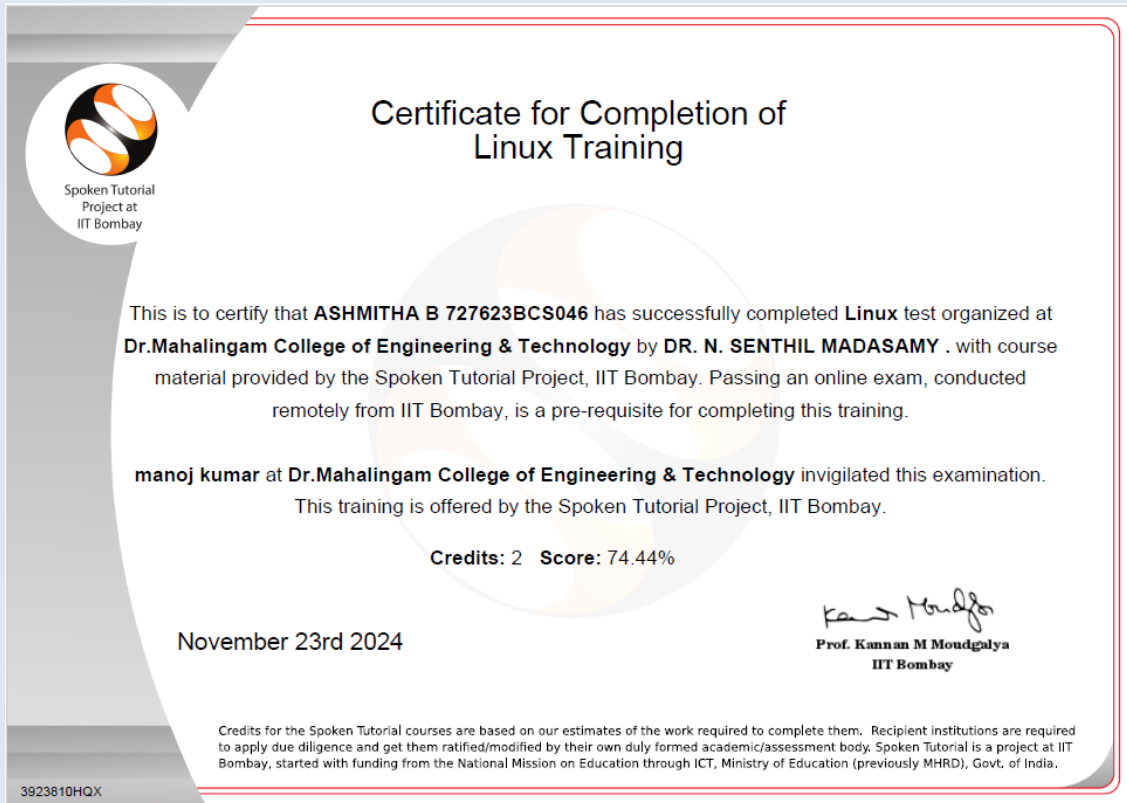 Certificate for Completion of
Linux Training
Spoken Tutorial
Project at
IIT Bombay
This is to certify that ASHMITHA B 727623BCS046 has successfully completed Linux test organized at
Dr.Mahalingam College of Engineering & Technology by DR. N. SENTHIL MADASAMY . with course
material provided by the Spoken Tutorial Project, IIT Bombay. Passing an online exam, conducted
remotely from IIT Bombay, is a pre-requisite for completing this training.
manoj kumar at Dr.Mahalingam College of Engineering & Technology invigilated this examination.
This training is offered by the Spoken Tutorial Project, IIT Bombay.
Credits: 2 Score: 74.44%
November 23rd 2024
Prof. Kannan M Moudgalya
IIT Bombay
Credits for the Spoken Tutorial courses are based on our estimates of the work required to complete them. Recipient institutions are required
to apply due diligence and get them ratified/modified by their own duly formed academic/assessment body. Spoken Tutorial is a project at IIT
Bombay, started with funding from the National Mission on Education through ICT, Ministry of Education (previously MHRD), Govt. of India.
3923810HQX